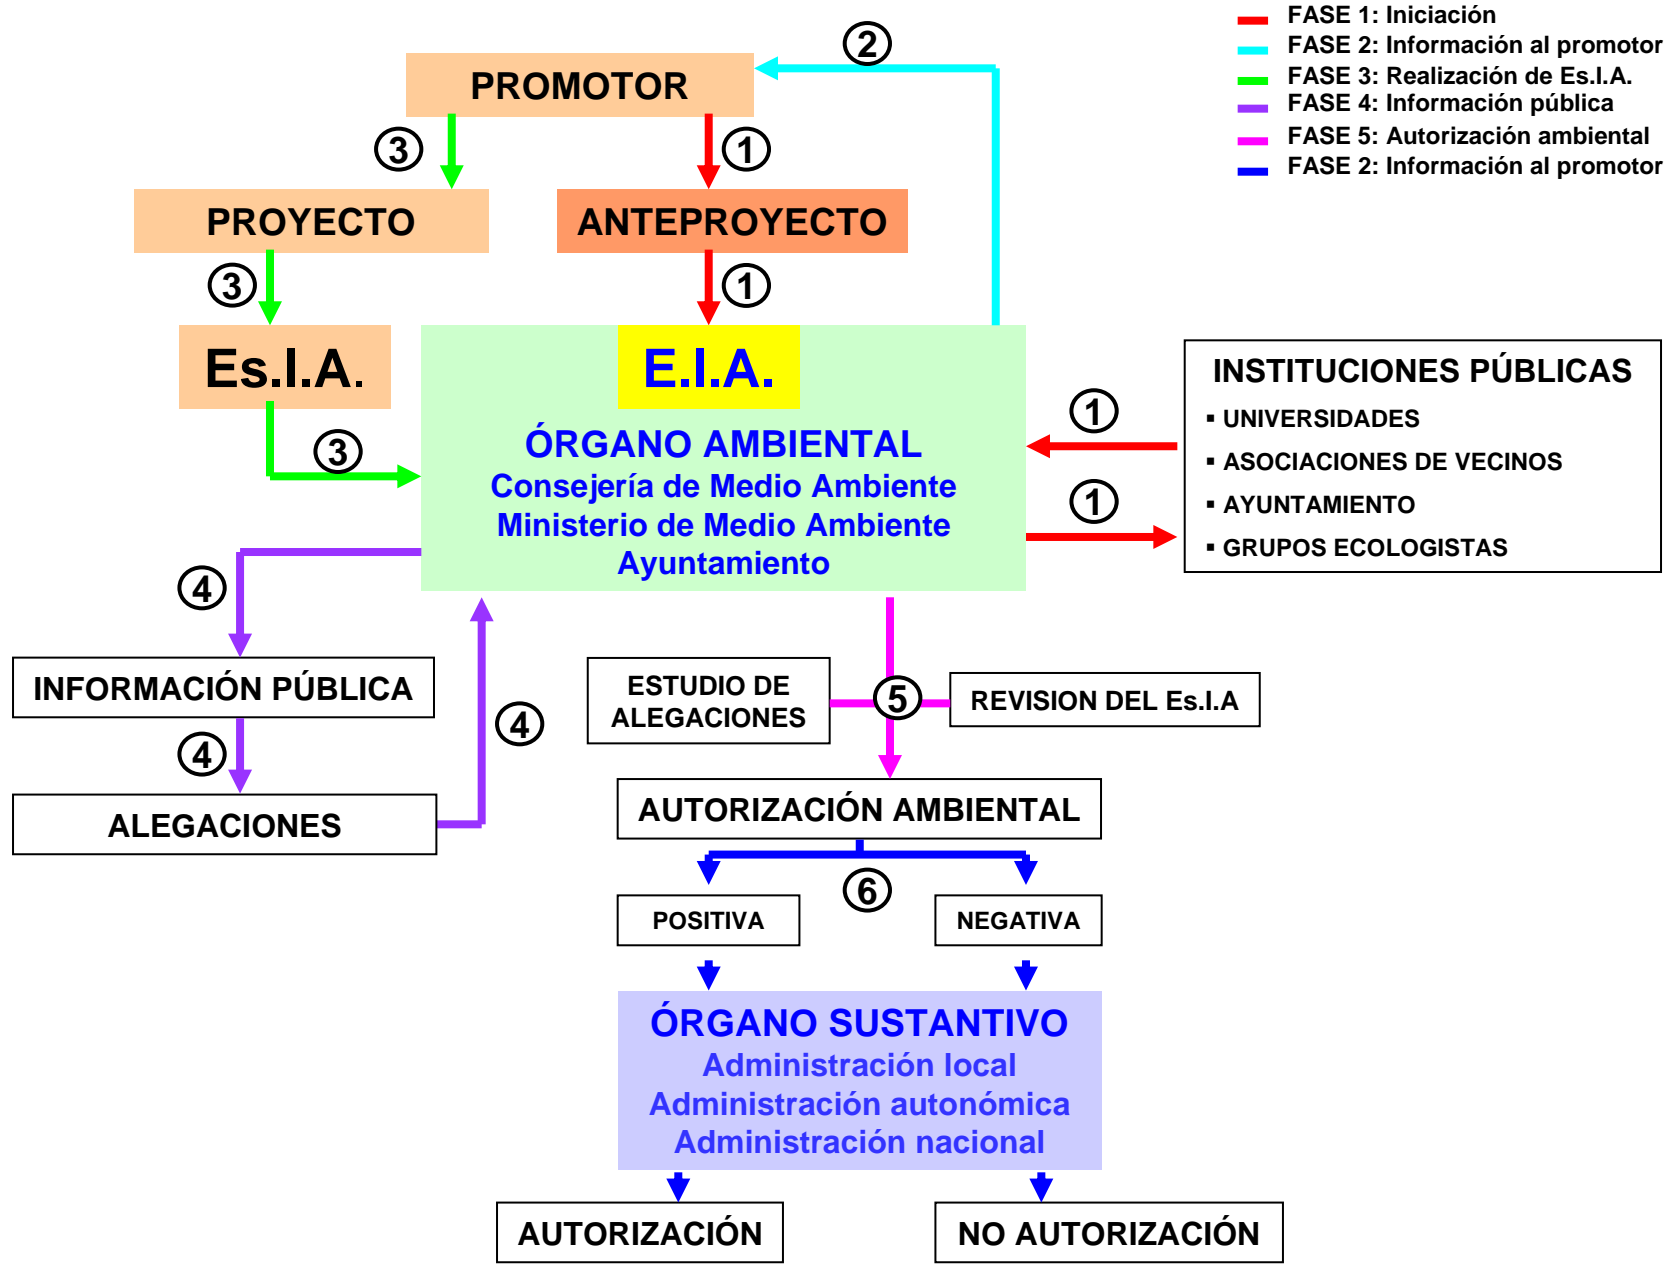 FASE 1: Iniciación
FASE 2: Información al promotor
FASE 3: Realización de Es.I.A.
FASE 4: Información pública
FASE 5: Autorización ambiental
FASE 2: Información al promotor
2
PROMOTOR
3
1
PROYECTO
ANTEPROYECTO
3
1
Es.I.A.
E.I.A.
ÓRGANO AMBIENTAL
Consejería de Medio Ambiente
Ministerio de Medio Ambiente
Ayuntamiento
3
1
1
INSTITUCIONES PÚBLICAS
▪ UNIVERSIDADES
▪ ASOCIACIONES DE VECINOS
▪ AYUNTAMIENTO
▪ GRUPOS ECOLOGISTAS
4
INFORMACIÓN PÚBLICA
4
4
ALEGACIONES
ESTUDIO DE
ALEGACIONES
5
REVISION DEL Es.I.A
AUTORIZACIÓN AMBIENTAL
6
POSITIVA
NEGATIVA
ÓRGANO SUSTANTIVO
Administración local
Administración autonómica
Administración nacional
AUTORIZACIÓN
NO AUTORIZACIÓN